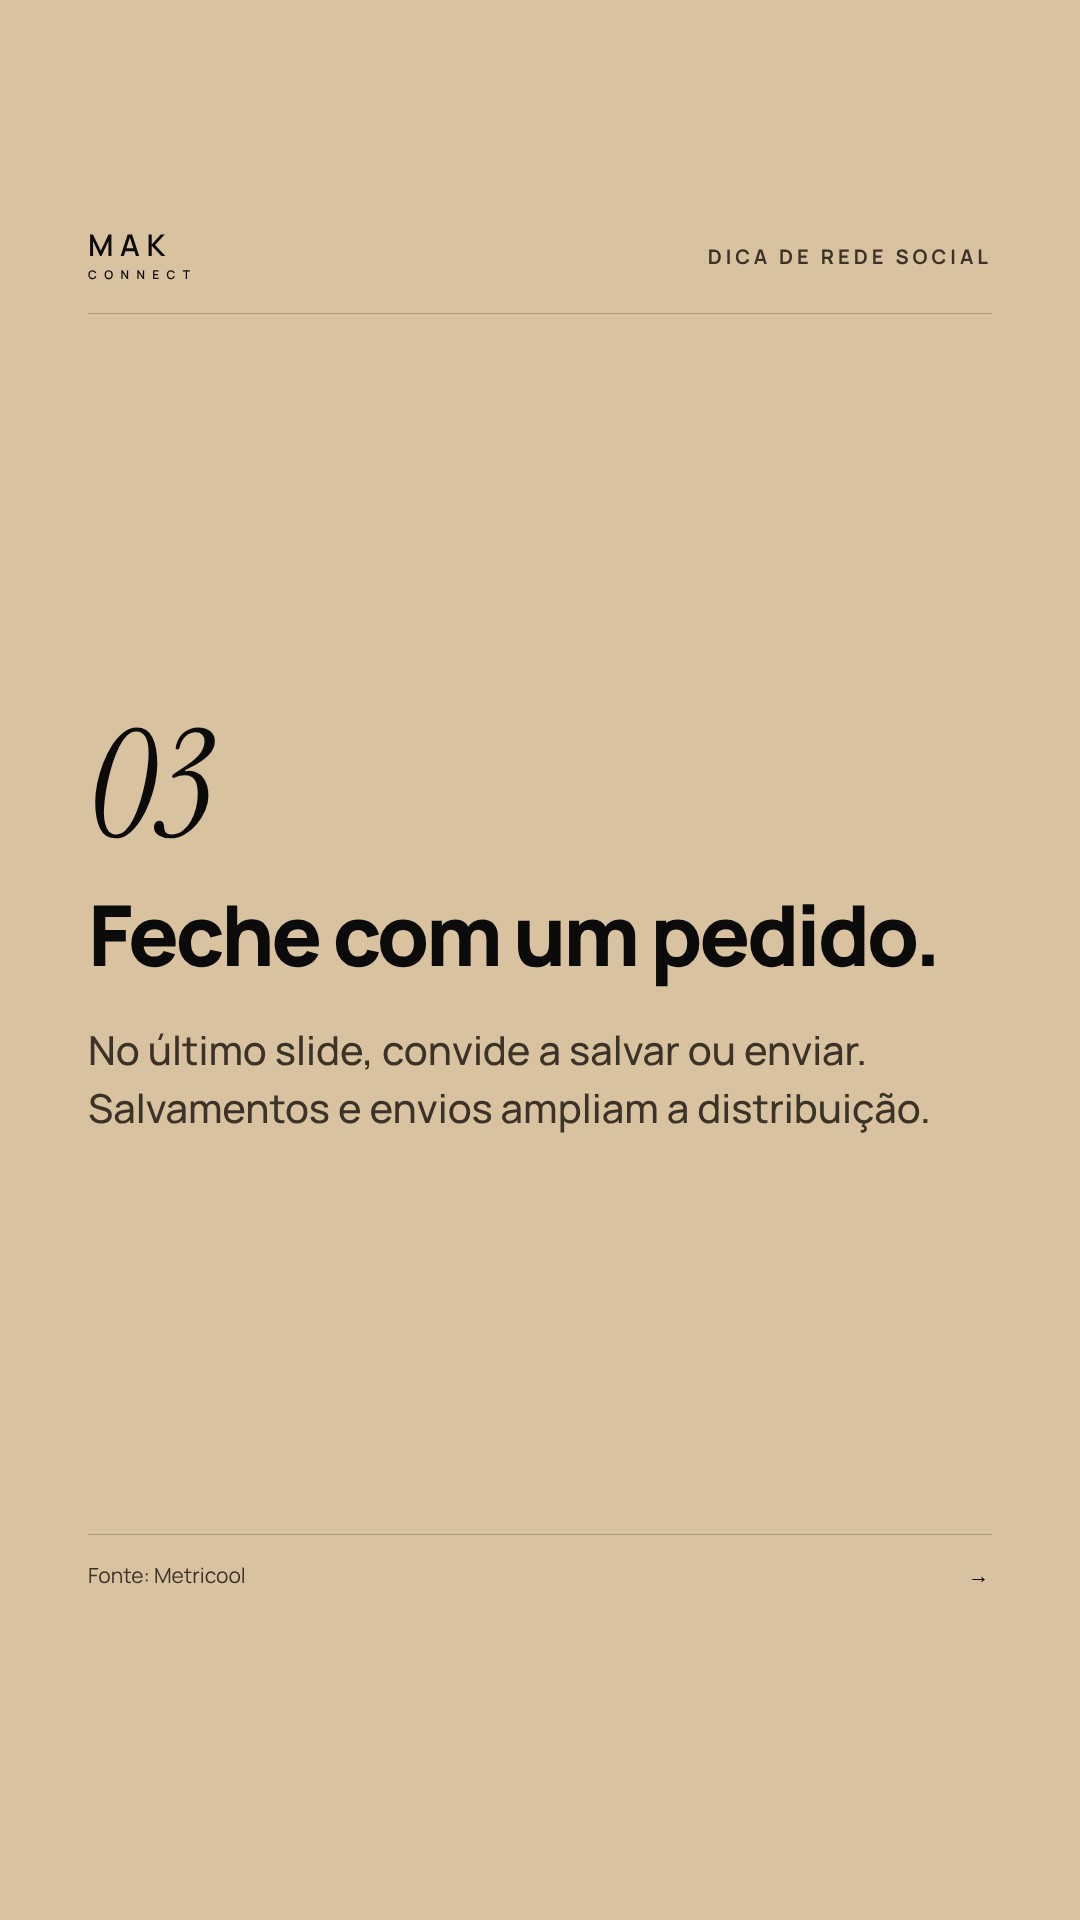 MAK
CONNECT
DICA DE REDE SOCIAL
03
Feche com um pedido.
No último slide, convide a salvar ou enviar.
Salvamentos e envios ampliam a distribuição.
Fonte: Metricool
→